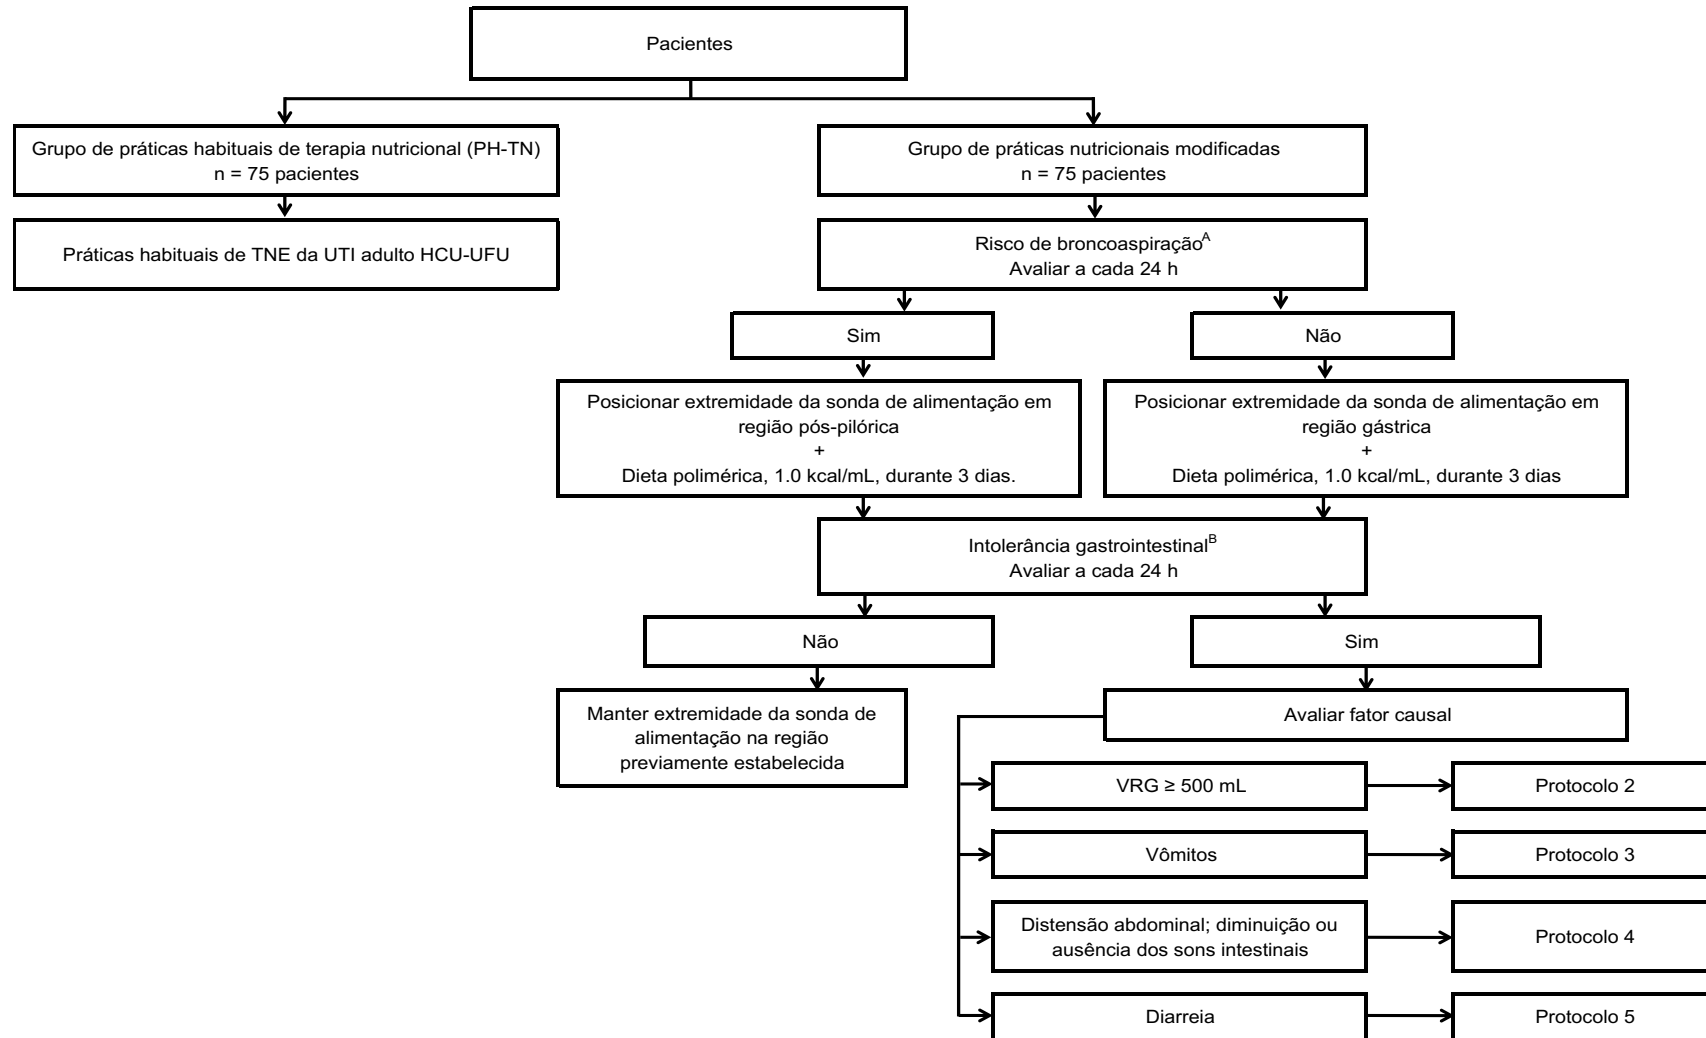 Pacientes
Grupo de práticas habituais de terapia nutricional (PH-TN)
n = 75 pacientes
Grupo de práticas nutricionais modificadas
n = 75 pacientes
Práticas habituais de TNE da UTI adulto HCU-UFU
Risco de broncoaspiraçãoA
Avaliar a cada 24 h
Sim
Não
Posicionar extremidade da sonda de alimentação em
região pós-pilórica
+
Dieta polimérica, 1.0 kcal/mL, durante 3 dias.
Posicionar extremidade da sonda de alimentação em
região gástrica
+
Dieta polimérica, 1.0 kcal/mL, durante 3 dias
Intolerância gastrointestinalB
Avaliar a cada 24 h
Não
Sim
Manter extremidade da sonda de
alimentação na região
previamente estabelecida
Avaliar fator causal
VRG ≥ 500 mL
Protocolo 2
Vômitos
Protocolo 3
Distensão abdominal; diminuição ou
ausência dos sons intestinais
Protocolo 4
Diarreia
Protocolo 5